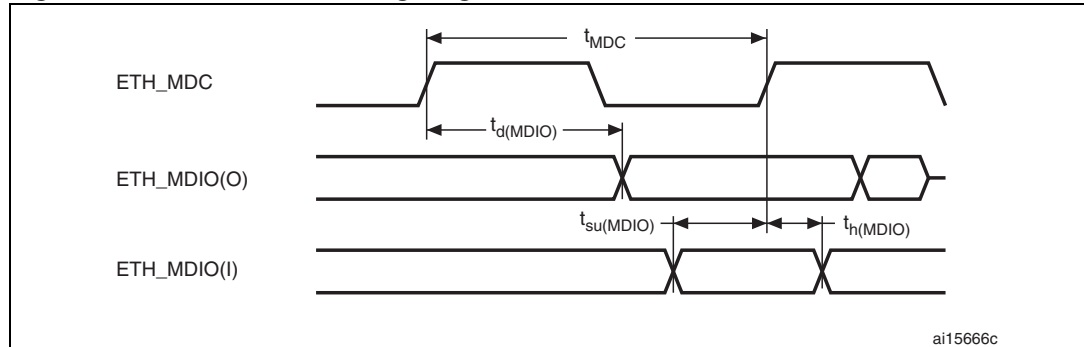 tMDC
ETH_MDC
td(MDIO)
ETH_MDIO(O)
tsu(MDIO)
th(MDIO)
ETH_MDIO(I)
ai15666c